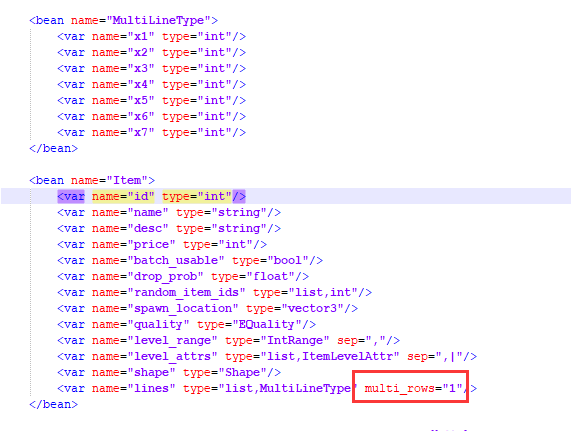 <bean name="MultiLineType">
<var name="x1" type="int"/>
<var name="x2" type="int"/>
<var name="x3" type="int"/>
<var name="x4" type="int"/>
<var name="x5" type="int"/>
<var name="x6" type="int"/>
<var name="x7" type="int"/>
</bean>
<bean name="Item">
<var name="id" type="int"/>
<var name="name" type="string"/>
<var name="desc" type="string"/>
<var name="price" type="int"/>
<var name="batch_usable" type="bool"/>
<var name="drop_prob" type="float"/>
<var name="random_item_ids" type="list,int"/>
<var name="spawn_location" type="vector3"/>
<var name="quality" type="EQuality"/>
<var name="level_range" type="IntRange" sep=","/>
<var name="level_attrs" type="list,ItemLevelAttr" sep=",|"/>
<var name="shape" type="Shape"/>
<var name="lines" type="list,MultiLineType" multi_rows="1"/>
</bean>